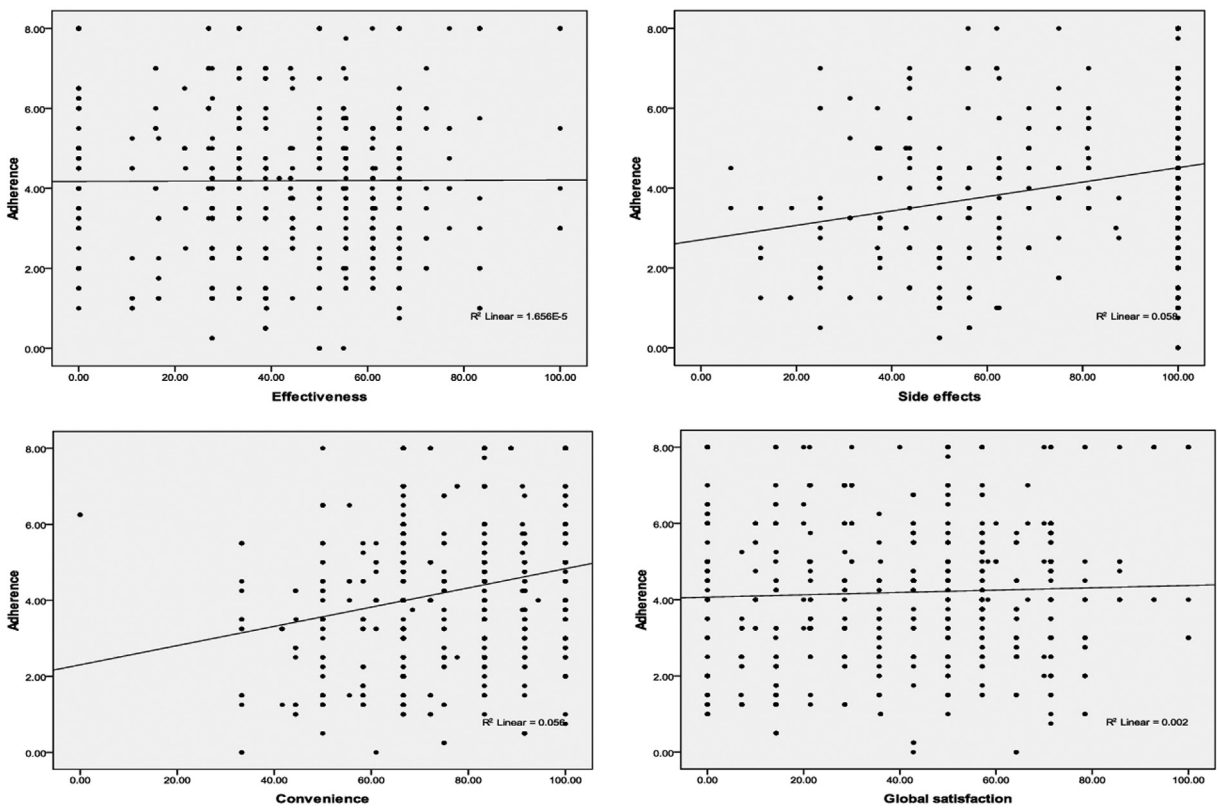 8.00
6.00
4.00
2.00
0.00
Adherence
R² Linear = 1.656E-5
0.00 20.00 40.00 60.00 80.00 100.00
Effectiveness
8.00
6.00
4.00
2.00
0.00
Adherence
R² Linear = 0.058
0.00 20.00 40.00 60.00 80.00 100.00
Side effects
8.00
6.00
4.00
2.00
0.00
Adherence
R² Linear = 0.056
0.00 20.00 40.00 60.00 80.00 100.00
Convenience
8.00
6.00
4.00
2.00
0.00
Adherence
R² Linear = 0.002
0.00 20.00 40.00 60.00 80.00 100.00
Global satisfaction